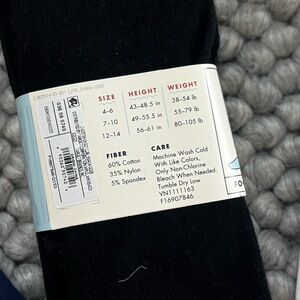 SIZE HEIGHT WEIGHT
4-6 43-48.5 in 38-54 lb
7-10 49-55.5 in 55-79 lb
12-14 56-61 in 80-105 lb
FIBER
60% Cotton
35% Nylon
5% Spandex
CARE
Machine Wash Cold
With Like Colors,
Only Non-Chlorine
Bleach When Needed.
Tumble Dry Low.
VN1111163
F16907846
FO